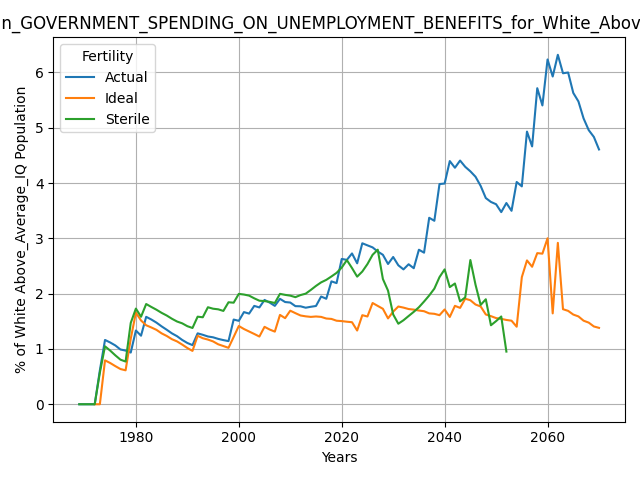 n_GOVERNMENT_SPENDING_ON_UNEMPLOYMENT_BENEFITS_for_White_Abov
Fertility
Actual
Ideal
Sterile
% of White Above_Average_IQ Population
6
5
4
3
2
1
0
1980 2000 2020 2040 2060
Years